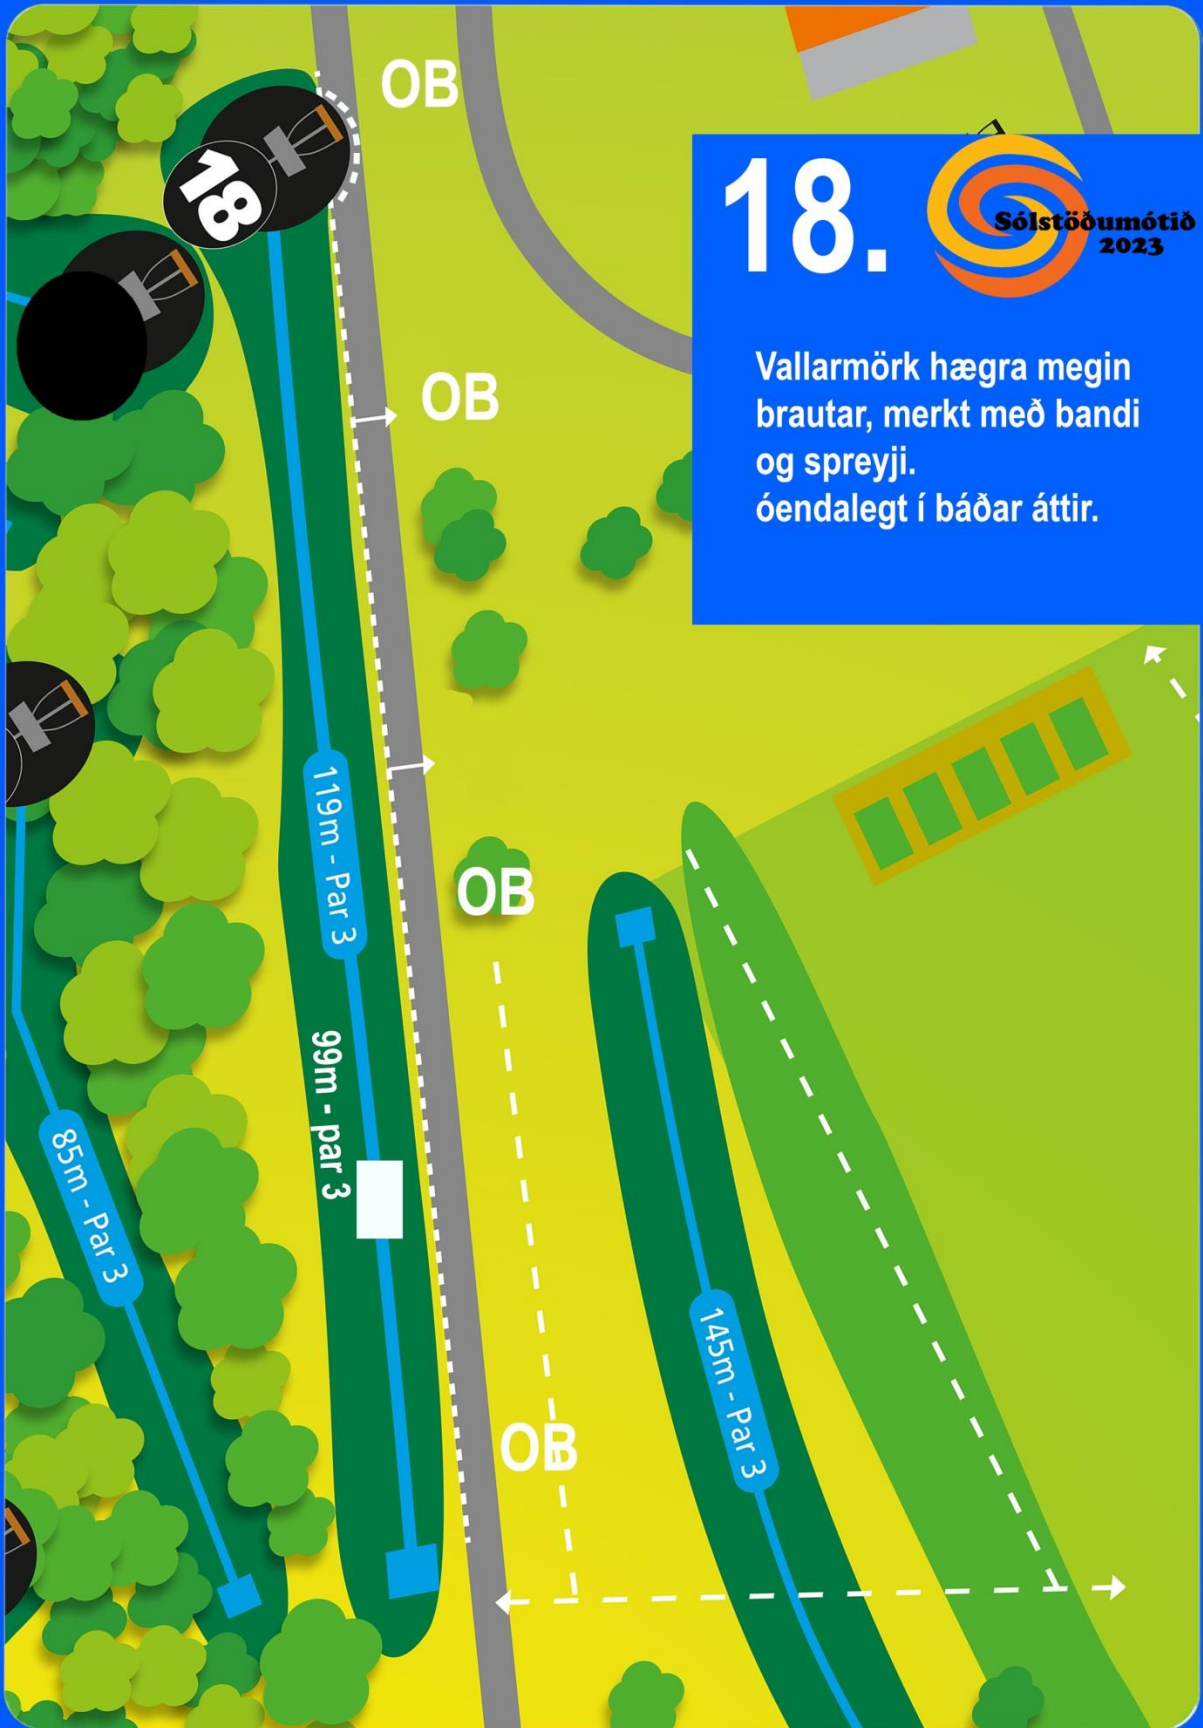 OB
18
18.
Sólstöðumótið
2023
Vallarmörk hægra megin
brautar, merkt með bandi
og spreyji.
óendalegt í báðar áttir.
OB
119m - Par 3
OB
99m - par 3
85m - Par 3
145m - Par 3
OB